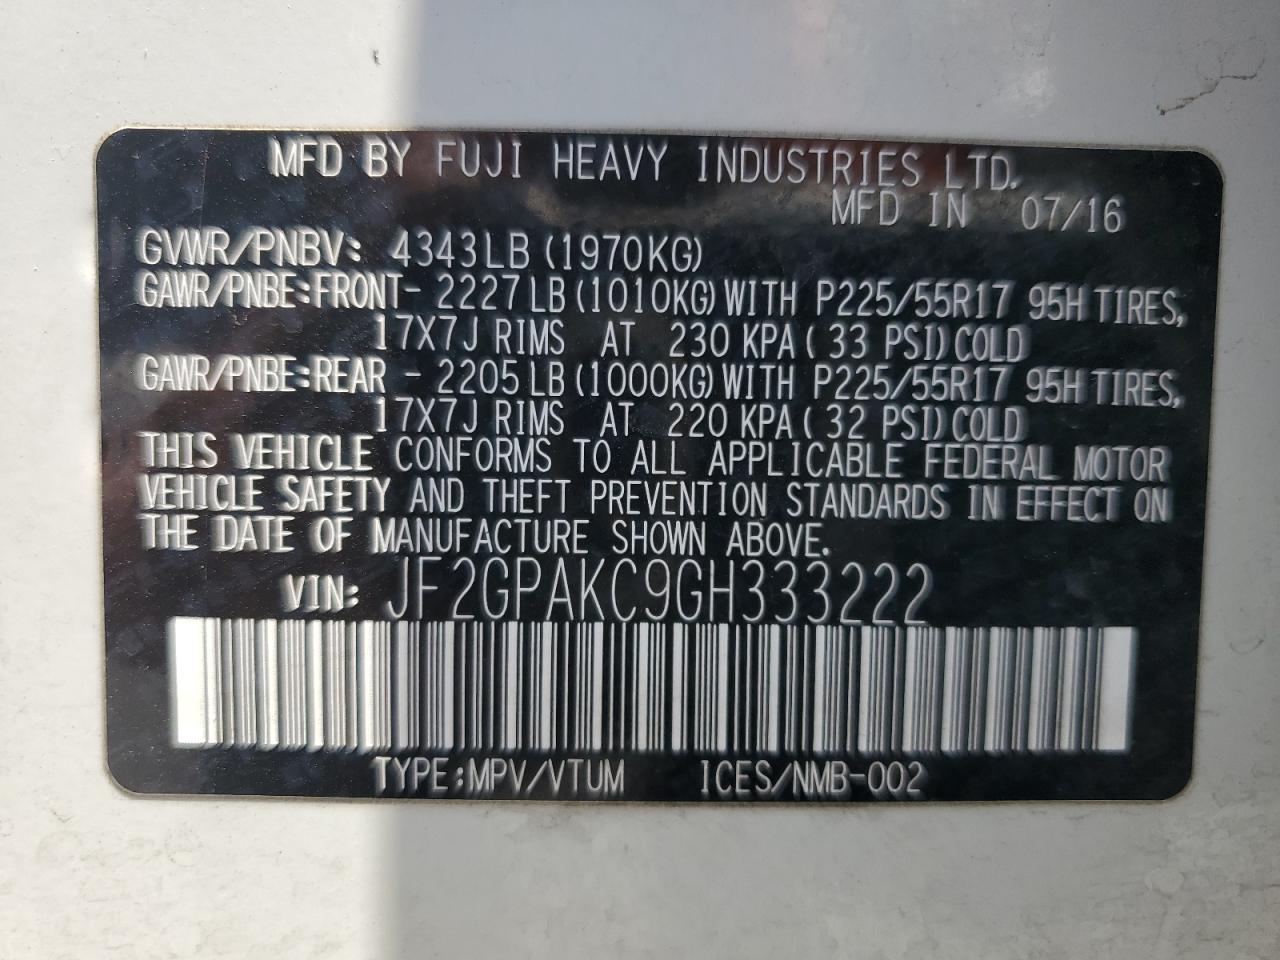 MFD BY FUJI HEAVY INDUSTRIES LTD.
MFD IN 07/16
GVWR/PNBV: 4343LB (1970KG)
GAWR/PNBE:FRONT- 2227LB (1010KG) WITH P225/55R17 95H TIRES,
17X7J RIMS AT 230 KPA ( 33 PSI) COLD
GAWR/PNBE:REAR - 2205LB (1000KG) WITH P225/55R17 95H TIRES,
17X7J RIMS AT 220 KPA ( 32 PSI) COLD
THIS VEHICLE CONFORMS TO ALL APPLICABLE FEDERAL MOTOR
VEHICLE SAFETY AND THEFT PREVENTION STANDARDS IN EFFECT ON
THE DATE OF MANUFACTURE SHOWN ABOVE.
VIN: JF2GPAKC9GH333222
TYPE:MPV/VTUM ICES/NMB-002